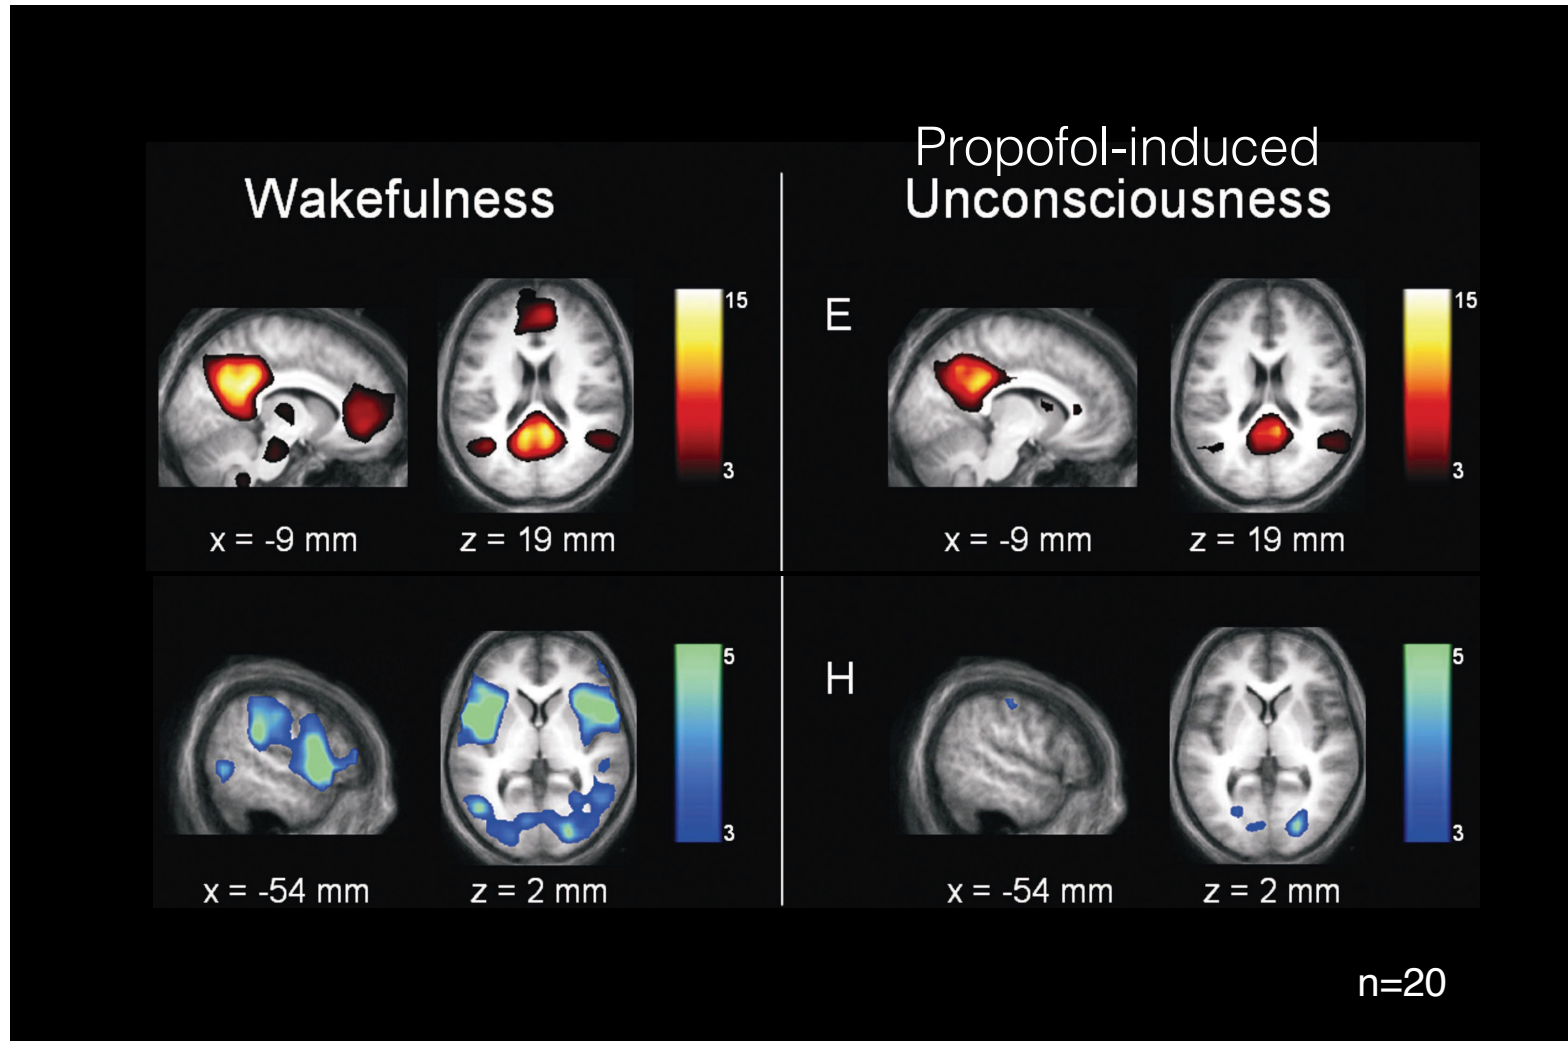 Wakefulness
Propofol-induced
Unconsciousness
15
3
x = -9 mm
z = 19 mm
E
15
3
x = -9 mm
z = 19 mm
5
3
x = -54 mm
z = 2 mm
H
5
3
x = -54 mm
z = 2 mm
n=20